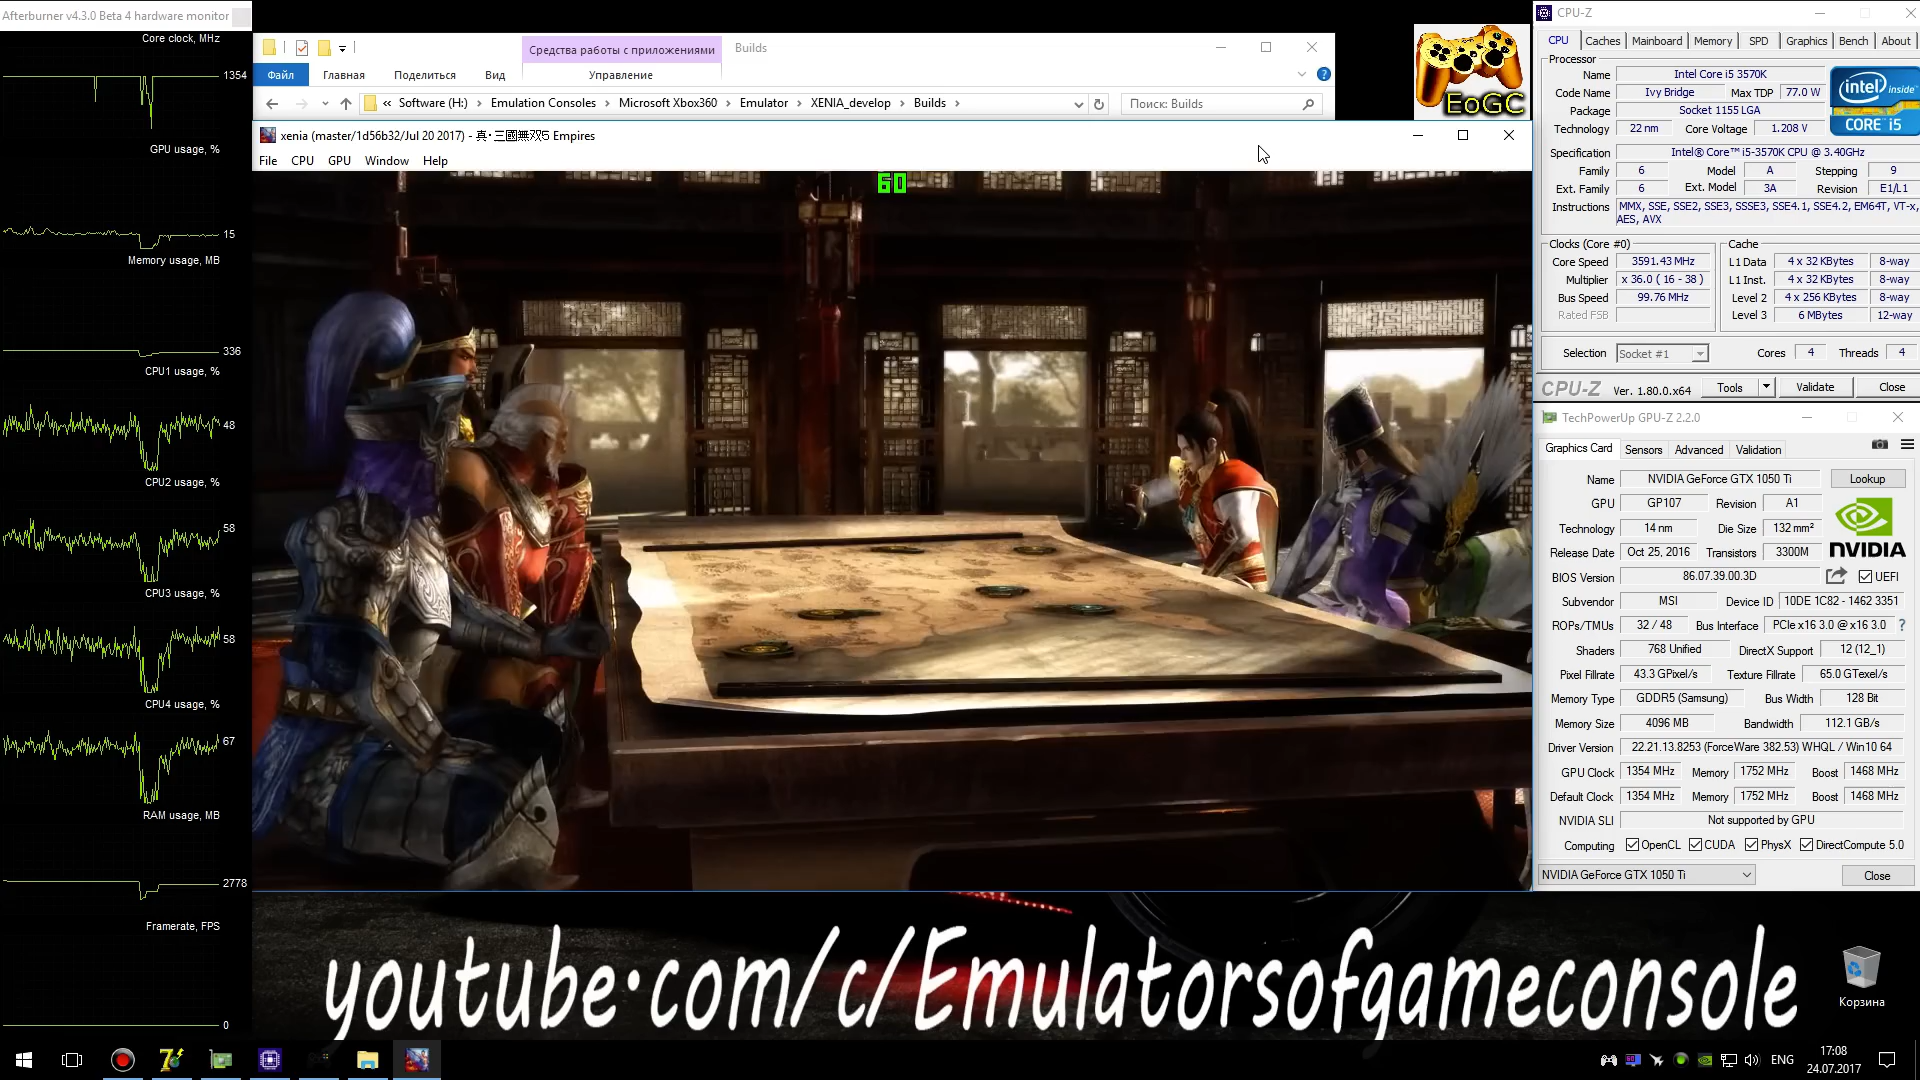 Afterburner v4.3.0 Beta 4 hardware monitor
Core clock, MHz
1354
GPU usage, %
15
Memory usage, MB
336
CPU1 usage, %
48
CPU2 usage, %
58
CPU3 usage, %
58
CPU4 usage, %
67
RAM usage, MB
2778
Framerate, FPS
0
Средства работы с приложениями
Builds
Файл
Главная
Поделиться
Вид
Управление
« Software (H:) › Emulation Consoles › Microsoft Xbox360 › Emulator › XENIA_develop › Builds ›
Поиск: Builds
EoGC
xenia (master/1d56b32/Jul 20 2017) - 真・三國無双5 Empires
File CPU GPU Window Help
60
CPU-Z
CPU Caches Mainboard Memory SPD Graphics Bench About
Processor
Name Intel Core i5 3570K
Code Name Ivy Bridge Max TDP 77.0 W
Package Socket 1155 LGA
Technology 22 nm Core Voltage 1.208 V
intel inside™
CORE™ i5
Specification Intel® Core™ i5-3570K CPU @ 3.40GHz
Family 6 Model A Stepping 9
Ext. Family 6 Ext. Model 3A Revision E1/L1
Instructions MMX, SSE, SSE2, SSE3, SSSE3, SSE4.1, SSE4.2, EM64T, VT-x,
AES, AVX
Clocks (Core #0)
Core Speed 3591.43 MHz
Multiplier x 36.0 ( 16 - 38 )
Bus Speed 99.76 MHz
Rated FSB
Cache
L1 Data 4 x 32 KBytes 8-way
L1 Inst. 4 x 32 KBytes 8-way
Level 2 4 x 256 KBytes 8-way
Level 3 6 MBytes 12-way
Selection Socket #1 Cores 4 Threads 4
CPU-Z Ver. 1.80.0.x64 Tools Validate Close
TechPowerUp GPU-Z 2.2.0
Graphics Card Sensors Advanced Validation
Name NVIDIA GeForce GTX 1050 Ti Lookup
GPU GP107 Revision A1
Technology 14 nm Die Size 132 mm²
Release Date Oct 25, 2016 Transistors 3300M
NVIDIA
BIOS Version 86.07.39.00.3D UEFI
Subvendor MSI Device ID 10DE 1C82 - 1462 3351
ROPs/TMUs 32 / 48 Bus Interface PCIe x16 3.0 @ x16 3.0 ?
Shaders 768 Unified DirectX Support 12 (12_1)
Pixel Fillrate 43.3 GPixel/s Texture Fillrate 65.0 GTexel/s
Memory Type GDDR5 (Samsung) Bus Width 128 Bit
Memory Size 4096 MB Bandwidth 112.1 GB/s
Driver Version 22.21.13.8253 (ForceWare 382.53) WHQL / Win10 64
GPU Clock 1354 MHz Memory 1752 MHz Boost 1468 MHz
Default Clock 1354 MHz Memory 1752 MHz Boost 1468 MHz
NVIDIA SLI Not supported by GPU
Computing OpenCL CUDA PhysX DirectCompute 5.0
NVIDIA GeForce GTX 1050 Ti Close
youtube.com/c/Emulatorsofgameconsole
Корзина
ENG
17:08
24.07.2017